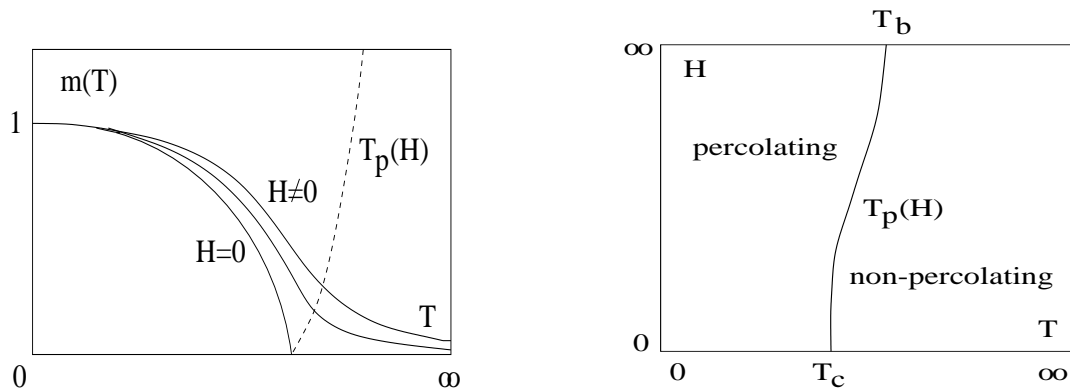 m(T)
1
T_p(H)
H≠0
H=0
T
0
∞
T_b
∞
H
percolating
T_p(H)
non-percolating
0
T
0
T_c
∞